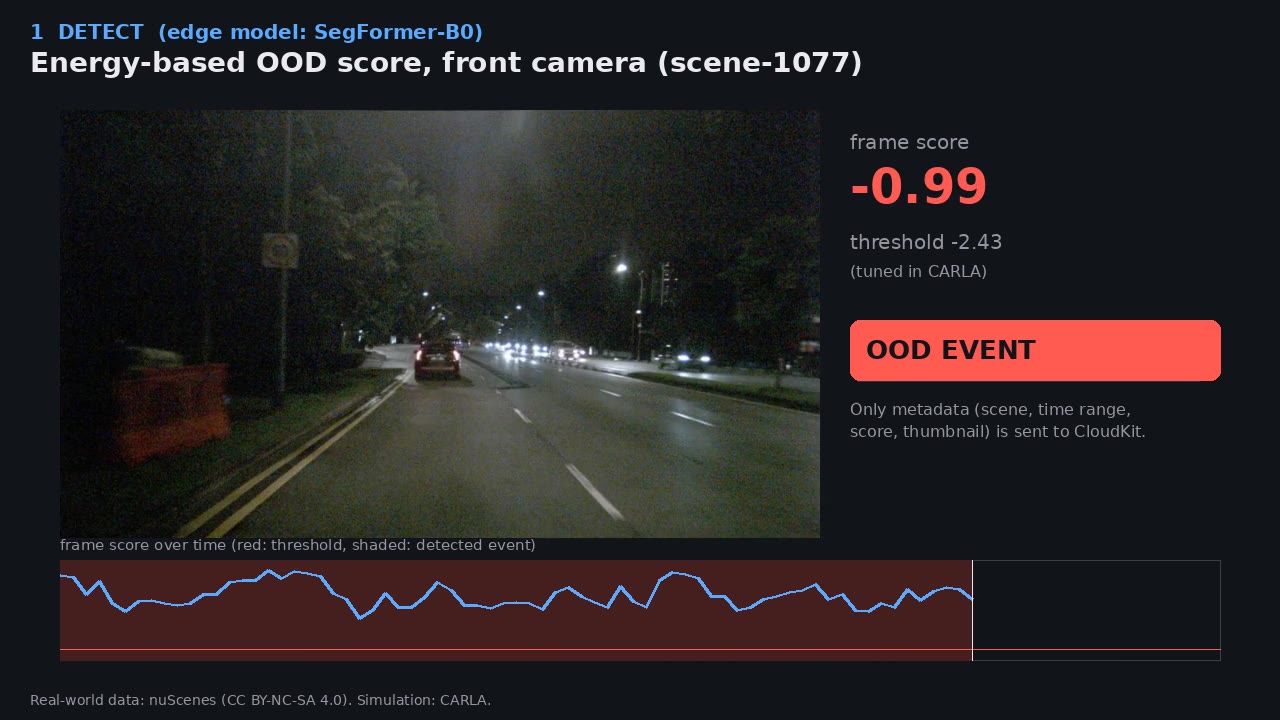 1 DETECT (edge model: SegFormer-B0)
Energy-based OOD score, front camera (scene-1077)
frame score
-0.99
threshold -2.43
(tuned in CARLA)
OOD EVENT
Only metadata (scene, time range,
score, thumbnail) is sent to CloudKit.
frame score over time (red: threshold, shaded: detected event)
Real-world data: nuScenes (CC BY-NC-SA 4.0). Simulation: CARLA.